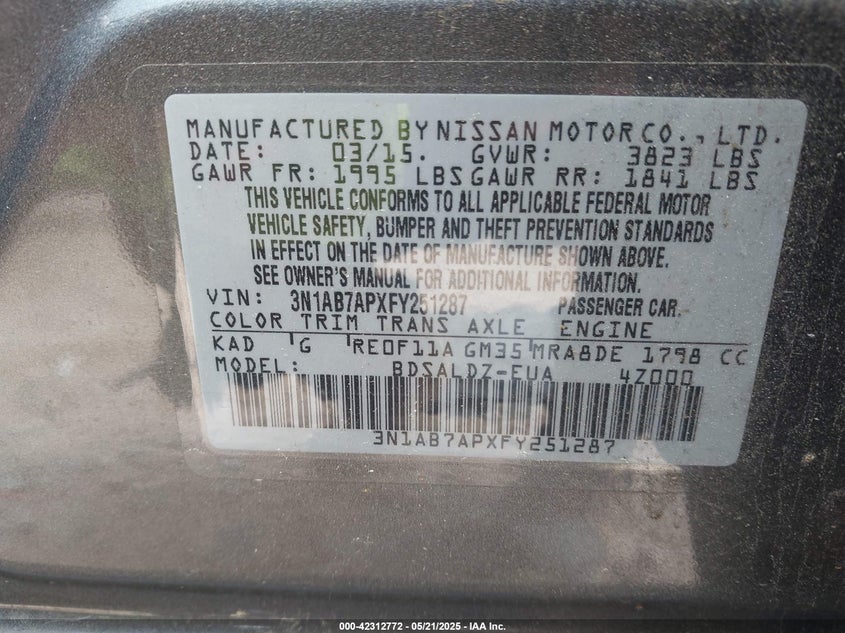 MANUFACTURED BY NISSAN MOTOR CO., LTD.
DATE: 03/15. GVWR: 3823 LBS
GAWR FR: 1995 LBS GAWR RR: 1841 LBS
THIS VEHICLE CONFORMS TO ALL APPLICABLE FEDERAL MOTOR
VEHICLE SAFETY, BUMPER AND THEFT PREVENTION STANDARDS
IN EFFECT ON THE DATE OF MANUFACTURE SHOWN ABOVE.
SEE OWNER'S MANUAL FOR ADDITIONAL INFORMATION.
VIN: 3N1AB7APXFY251287 PASSENGER CAR.
COLOR TRIM TRANS AXLE ENGINE
KAD G RE0F11A GM35 MRA8DE 1798 CC
MODEL: BDSALDZ-EUA 4Z000
3N1AB7APXFY251287
000-42312772 - 05/21/2025 - IAA Inc.